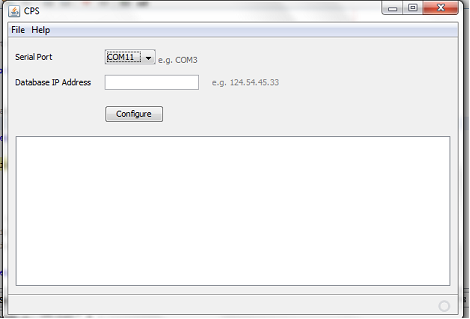 CPS
File Help
Serial Port COM11 e.g. COM3
Database IP Address e.g. 124.54.45.33
Configure